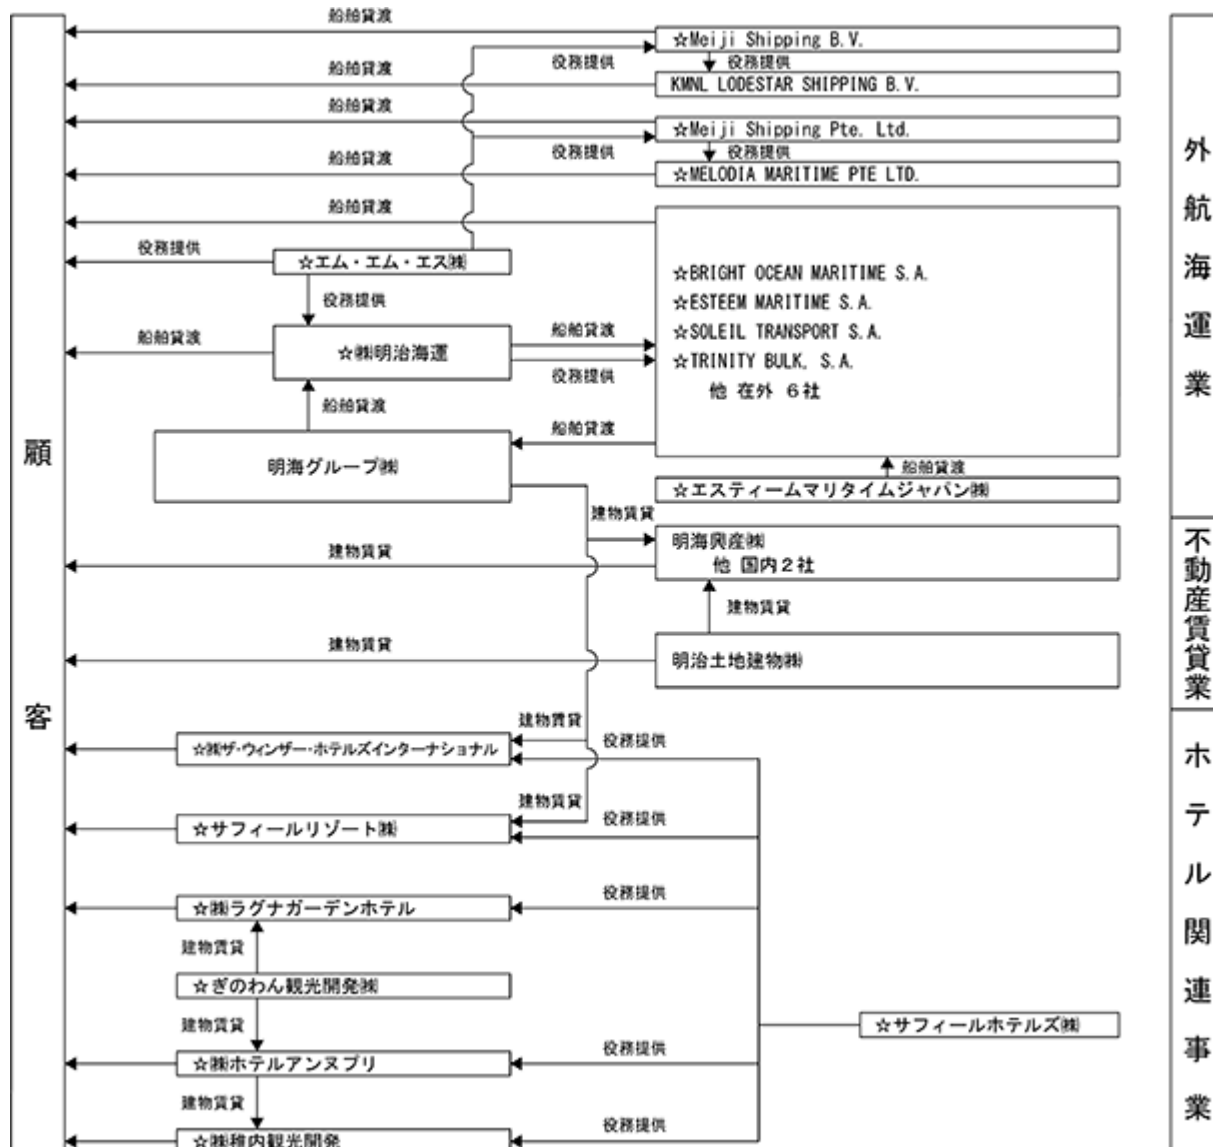 船舶貸渡
☆Meiji Shipping B.V.
役務提供
役務提供
船舶貸渡
KMNL LODESTAR SHIPPING B.V.
船舶貸渡
☆Meiji Shipping Pte. Ltd.
役務提供
役務提供
船舶貸渡
☆MELODIA MARITIME PTE LTD.
船舶貸渡
役務提供
☆エム・エム・エス㈱
役務提供
☆BRIGHT OCEAN MARITIME S.A.
☆ESTEEM MARITIME S.A.
☆SOLEIL TRANSPORT S.A.
☆TRINITY BULK, S.A.
他 在外 6社
船舶貸渡
☆㈱明治海運
船舶貸渡
役務提供
船舶貸渡
船舶貸渡
明海グループ㈱
船舶貸渡
☆エスティームマリタイムジャパン㈱
建物賃貸
明海興産㈱
他 国内2社
建物賃貸
建物賃貸
建物賃貸
明治土地建物㈱
建物賃貸
役務提供
☆㈱ザ・ウィンザー・ホテルズインターナショナル
建物賃貸
役務提供
☆サフィールリゾート㈱
役務提供
☆㈱ラグナガーデンホテル
建物賃貸
☆ぎのわん観光開発㈱
建物賃貸
☆サフィールホテルズ㈱
役務提供
☆㈱ホテルアンヌプリ
建物賃貸
役務提供
☆㈱稚内観光開発
顧客
外航海運業
不動産賃貸業
ホテル関連事業